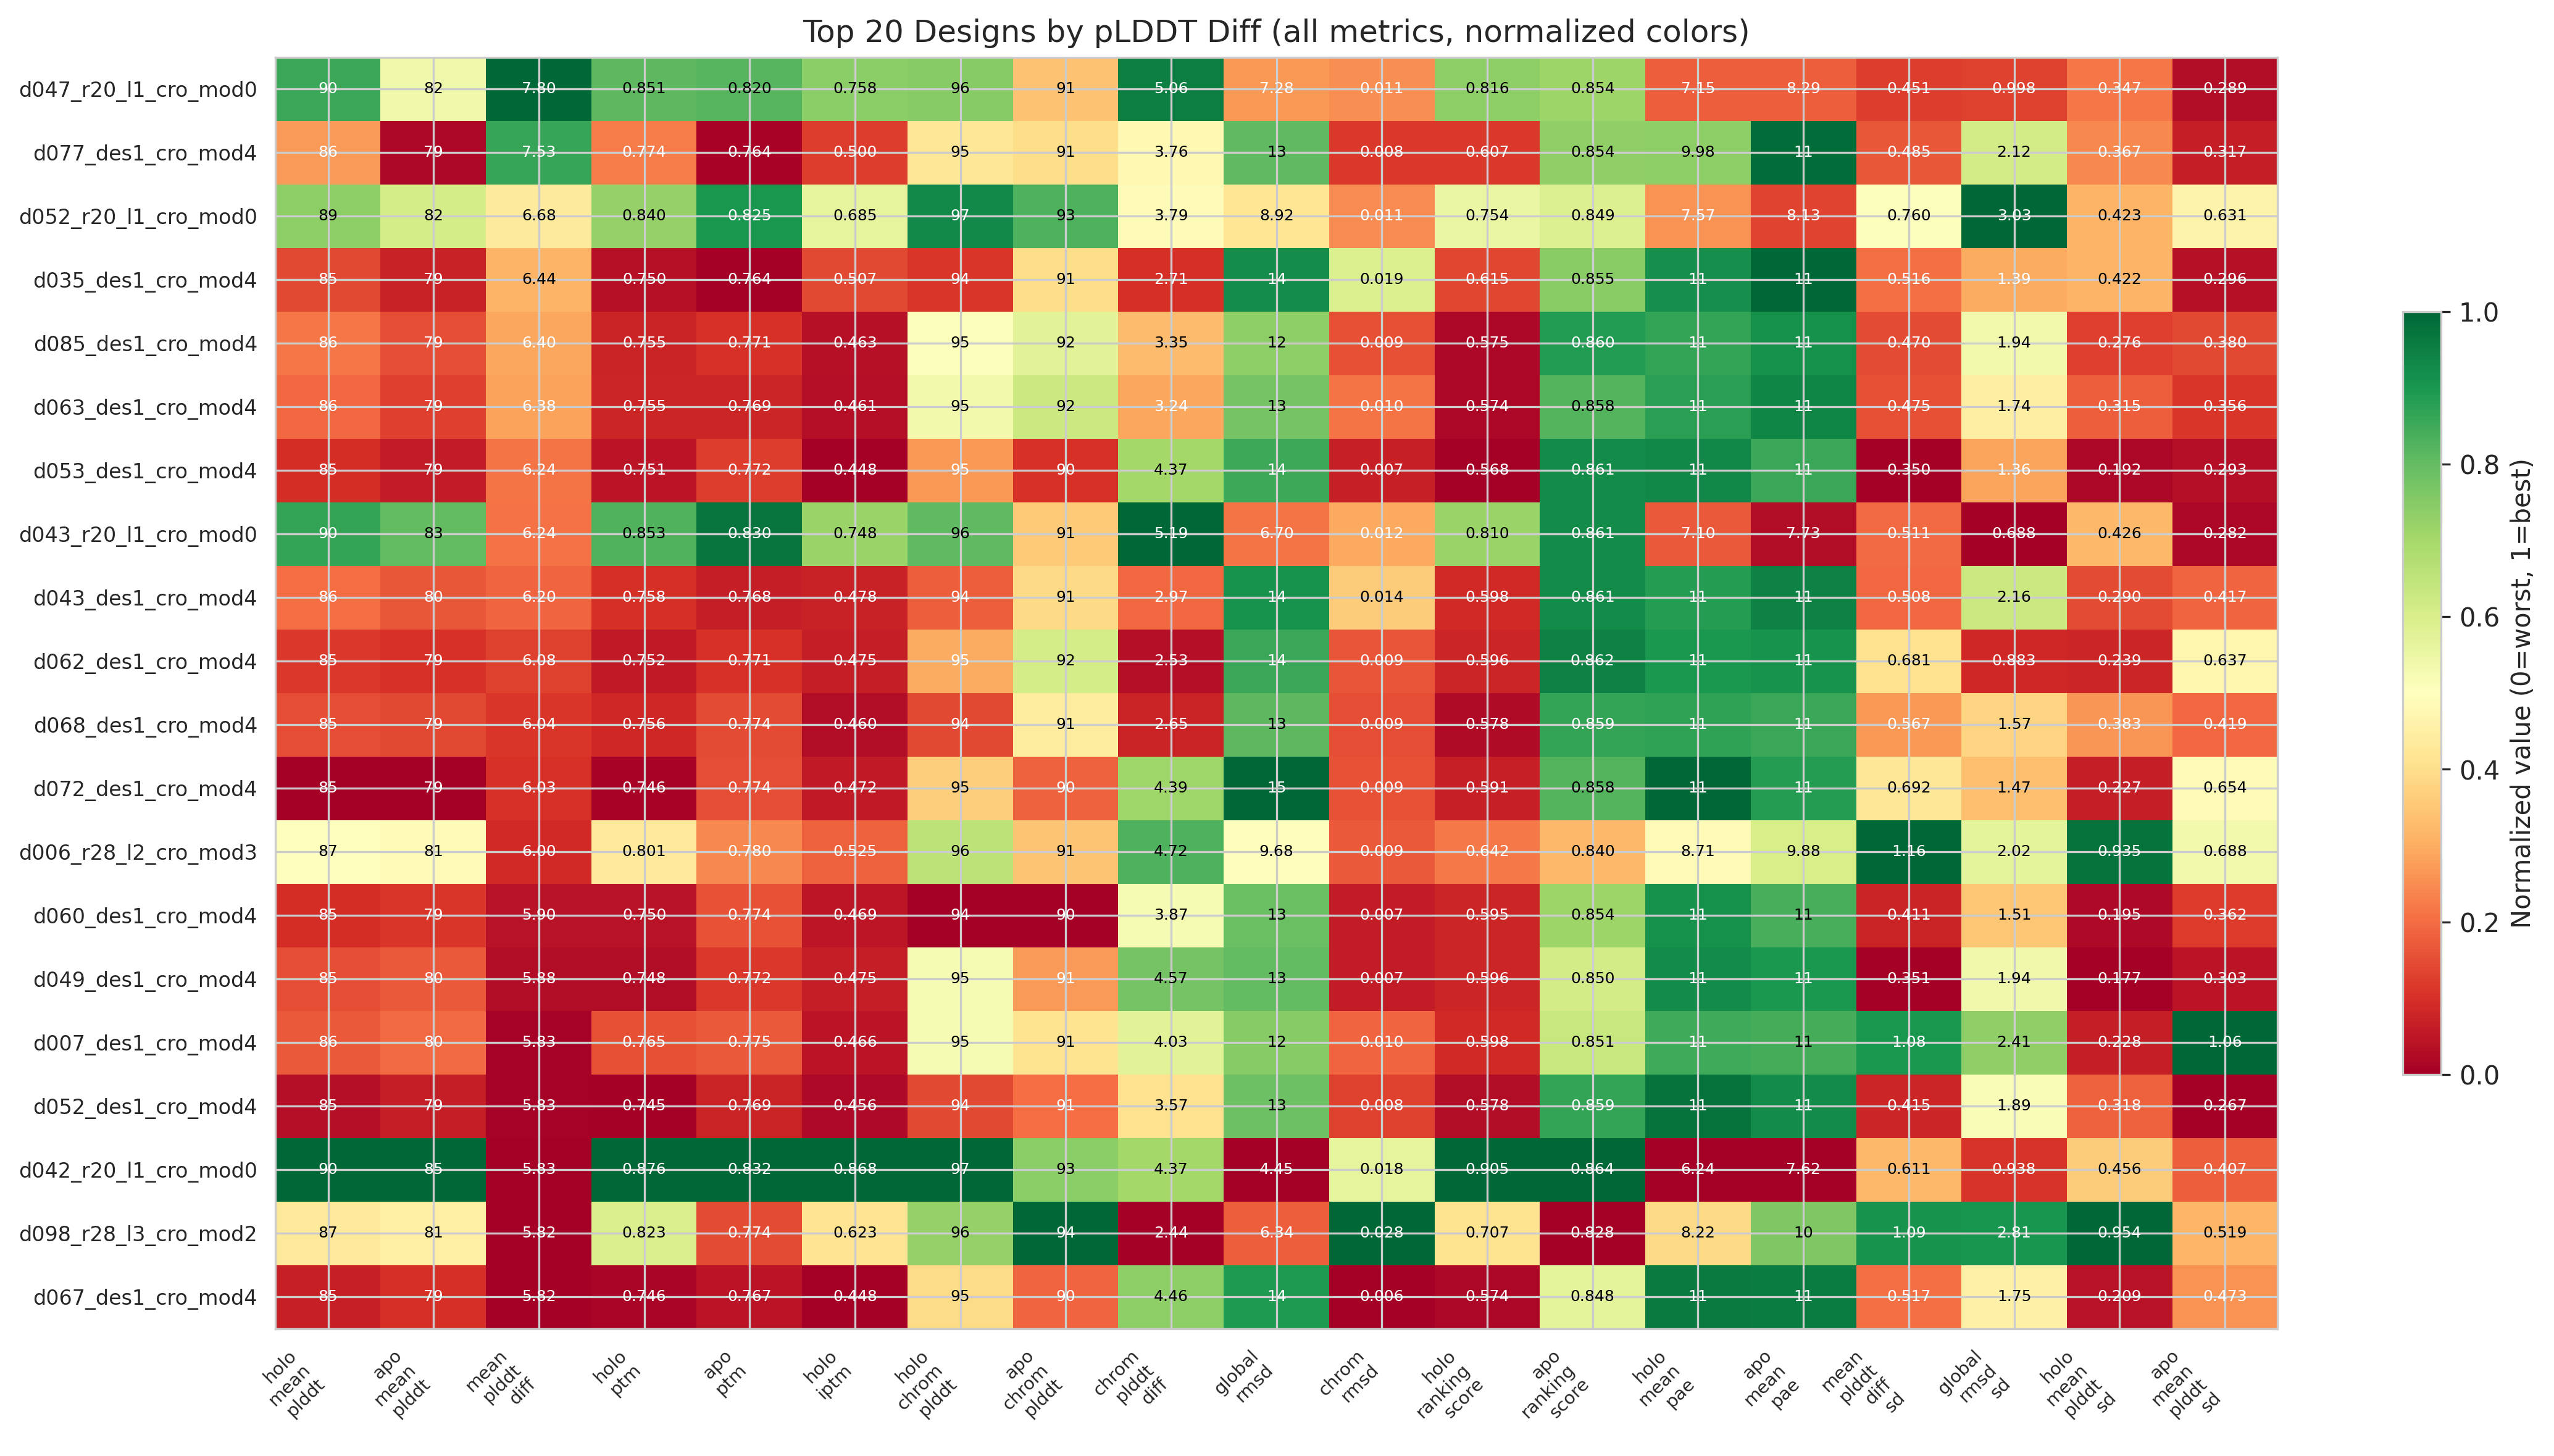 Top 20 Designs by pLDDT Diff (all metrics, normalized colors)
d047_r20_l1_cro_mod0 90 82 7.80 0.851 0.820 0.758 96 91 5.06 7.28 0.011 0.816 0.854 7.15 8.29 0.451 0.998 0.347 0.289
d077_des1_cro_mod4 86 79 7.53 0.774 0.764 0.500 95 91 3.76 13 0.008 0.607 0.854 9.98 11 0.485 2.12 0.367 0.317
d052_r20_l1_cro_mod0 89 82 6.68 0.840 0.825 0.685 97 93 3.79 8.92 0.011 0.754 0.849 7.57 8.13 0.760 3.03 0.423 0.631
d035_des1_cro_mod4 85 79 6.44 0.750 0.764 0.507 94 91 2.71 14 0.019 0.615 0.855 11 11 0.516 1.39 0.422 0.296
d085_des1_cro_mod4 86 79 6.40 0.755 0.771 0.463 95 92 3.35 12 0.009 0.575 0.860 11 11 0.470 1.94 0.276 0.380
d063_des1_cro_mod4 86 79 6.38 0.755 0.769 0.461 95 92 3.24 13 0.010 0.574 0.858 11 11 0.475 1.74 0.315 0.356
d053_des1_cro_mod4 85 79 6.24 0.751 0.772 0.448 95 90 4.37 14 0.007 0.568 0.861 11 11 0.350 1.36 0.192 0.293
d043_r20_l1_cro_mod0 90 83 6.24 0.853 0.830 0.748 96 91 5.19 6.70 0.012 0.810 0.861 7.10 7.73 0.511 0.688 0.426 0.282
d043_des1_cro_mod4 86 80 6.20 0.758 0.768 0.478 94 91 2.97 14 0.014 0.598 0.861 11 11 0.508 2.16 0.290 0.417
d062_des1_cro_mod4 85 79 6.08 0.752 0.771 0.475 95 92 2.53 14 0.009 0.596 0.862 11 11 0.681 0.883 0.239 0.637
d068_des1_cro_mod4 85 79 6.04 0.756 0.774 0.460 94 91 2.65 13 0.009 0.578 0.859 11 11 0.567 1.57 0.383 0.419
d072_des1_cro_mod4 85 79 6.03 0.746 0.774 0.472 95 90 4.39 15 0.009 0.591 0.858 11 11 0.692 1.47 0.227 0.654
d006_r28_l2_cro_mod3 87 81 6.00 0.801 0.780 0.525 96 91 4.72 9.68 0.009 0.642 0.840 8.71 9.88 1.16 2.02 0.935 0.688
d060_des1_cro_mod4 85 79 5.90 0.750 0.774 0.469 94 90 3.87 13 0.007 0.595 0.854 11 11 0.411 1.51 0.195 0.362
d049_des1_cro_mod4 85 80 5.88 0.748 0.772 0.475 95 91 4.57 13 0.007 0.596 0.850 11 11 0.351 1.94 0.177 0.303
d007_des1_cro_mod4 86 80 5.83 0.765 0.775 0.466 95 91 4.03 12 0.010 0.598 0.851 11 11 1.08 2.41 0.228 1.06
d052_des1_cro_mod4 85 79 5.83 0.745 0.769 0.456 94 91 3.57 13 0.008 0.578 0.859 11 11 0.415 1.89 0.318 0.267
d042_r20_l1_cro_mod0 90 85 5.83 0.876 0.832 0.868 97 93 4.37 4.45 0.018 0.905 0.864 6.24 7.62 0.611 0.938 0.456 0.407
d098_r28_l3_cro_mod2 87 81 5.82 0.823 0.774 0.623 96 94 2.44 6.34 0.028 0.707 0.828 8.22 10 1.09 2.81 0.954 0.519
d067_des1_cro_mod4 85 79 5.82 0.746 0.767 0.448 95 90 4.46 14 0.006 0.574 0.848 11 11 0.517 1.75 0.209 0.473
holo
mean
plddt
apo
mean
plddt
mean
plddt
diff
holo
ptm
apo
ptm
holo
iptm
holo
chrom
plddt
apo
chrom
plddt
chrom
plddt
diff
global
rmsd
chrom
rmsd
holo
ranking
score
apo
ranking
score
holo
mean
pae
apo
mean
pae
mean
plddt
diff
sd
global
rmsd
sd
holo
mean
plddt
sd
apo
mean
plddt
sd
1.0
0.8
0.6
0.4
0.2
0.0
Normalized value (0=worst, 1=best)